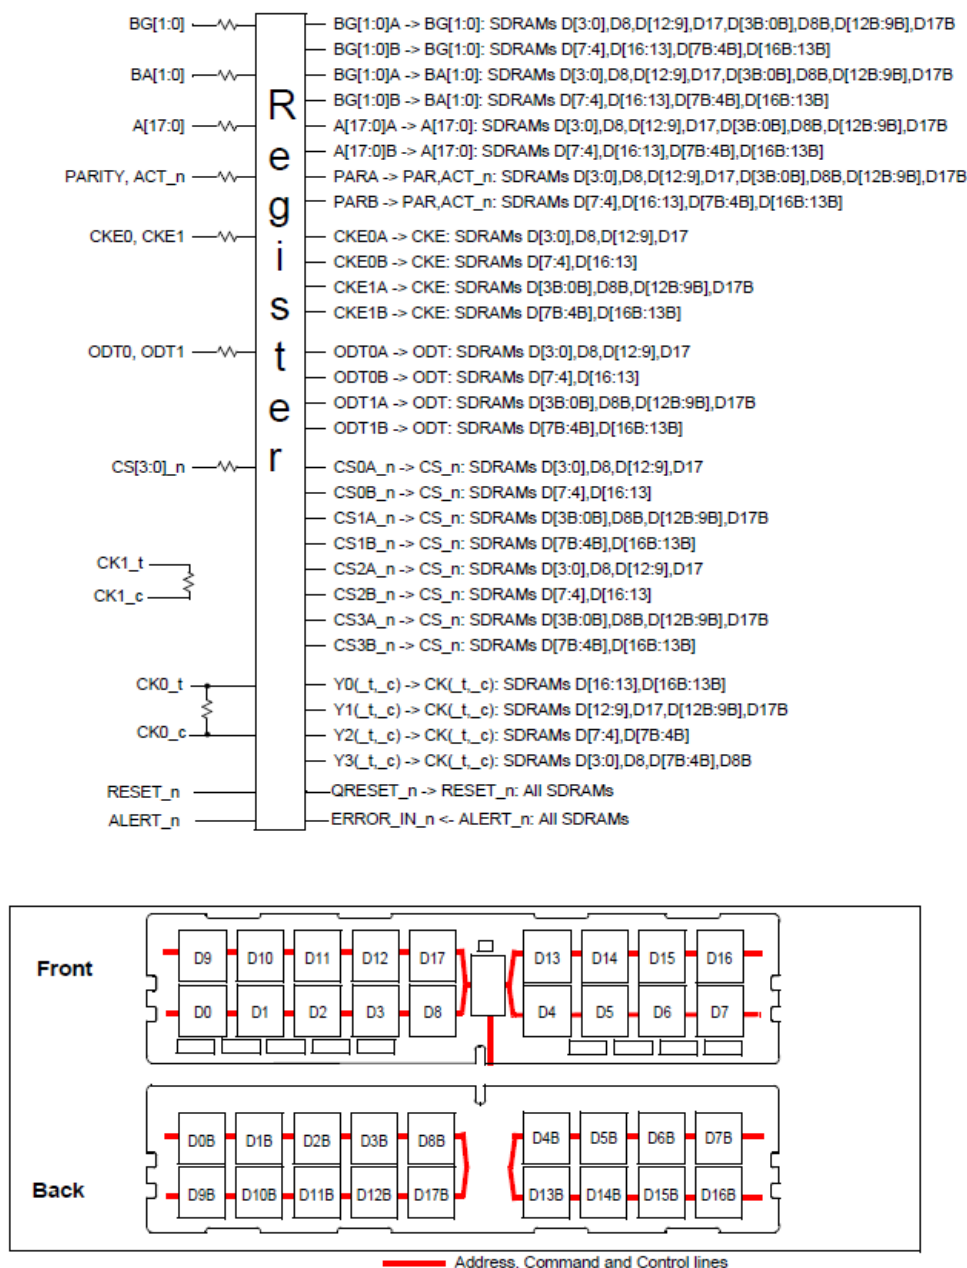 BG[1:0]
BG[1:0]A -> BG[1:0]: SDRAMs D[3:0],D8,D[12:9],D17,D[3B:0B],D8B,D[12B:9B],D17B
BG[1:0]B -> BG[1:0]: SDRAMs D[7:4],D[16:13],D[7B:4B],D[16B:13B]
BA[1:0]
BG[1:0]A -> BA[1:0]: SDRAMs D[3:0],D8,D[12:9],D17,D[3B:0B],D8B,D[12B:9B],D17B
BG[1:0]B -> BA[1:0]: SDRAMs D[7:4],D[16:13],D[7B:4B],D[16B:13B]
A[17:0]
A[17:0]A -> A[17:0]: SDRAMs D[3:0],D8,D[12:9],D17,D[3B:0B],D8B,D[12B:9B],D17B
A[17:0]B -> A[17:0]: SDRAMs D[7:4],D[16:13],D[7B:4B],D[16B:13B]
PARITY, ACT_n
PARA -> PAR,ACT_n: SDRAMs D[3:0],D8,D[12:9],D17,D[3B:0B],D8B,D[12B:9B],D17B
PARB -> PAR,ACT_n: SDRAMs D[7:4],D[16:13],D[7B:4B],D[16B:13B]
CKE0, CKE1
CKE0A -> CKE: SDRAMs D[3:0],D8,D[12:9],D17
CKE0B -> CKE: SDRAMs D[7:4],D[16:13]
CKE1A -> CKE: SDRAMs D[3B:0B],D8B,D[12B:9B],D17B
CKE1B -> CKE: SDRAMs D[7B:4B],D[16B:13B]
ODT0, ODT1
ODT0A -> ODT: SDRAMs D[3:0],D8,D[12:9],D17
ODT0B -> ODT: SDRAMs D[7:4],D[16:13]
ODT1A -> ODT: SDRAMs D[3B:0B],D8B,D[12B:9B],D17B
ODT1B -> ODT: SDRAMs D[7B:4B],D[16B:13B]
CS[3:0]_n
CS0A_n -> CS_n: SDRAMs D[3:0],D8,D[12:9],D17
CS0B_n -> CS_n: SDRAMs D[7:4],D[16:13]
CS1A_n -> CS_n: SDRAMs D[3B:0B],D8B,D[12B:9B],D17B
CS1B_n -> CS_n: SDRAMs D[7B:4B],D[16B:13B]
CK1_t
CS2A_n -> CS_n: SDRAMs D[3:0],D8,D[12:9],D17
CK1_c
CS2B_n -> CS_n: SDRAMs D[7:4],D[16:13]
CS3A_n -> CS_n: SDRAMs D[3B:0B],D8B,D[12B:9B],D17B
CS3B_n -> CS_n: SDRAMs D[7B:4B],D[16B:13B]
CK0_t
Y0(_t,_c) -> CK(_t,_c): SDRAMs D[16:13],D[16B:13B]
Y1(_t,_c) -> CK(_t,_c): SDRAMs D[12:9],D17,D[12B:9B],D17B
CK0_c
Y2(_t,_c) -> CK(_t,_c): SDRAMs D[7:4],D[7B:4B]
Y3(_t,_c) -> CK(_t,_c): SDRAMs D[3:0],D8,D[7B:4B],D8B
RESET_n
QRESET_n -> RESET_n: All SDRAMs
ALERT_n
ERROR_IN_n <- ALERT_n: All SDRAMs
Register
Front
D9 D10 D11 D12 D17 D13 D14 D15 D16
D0 D1 D2 D3 D8 D4 D5 D6 D7
Back
D0B D1B D2B D3B D8B D4B D5B D6B D7B
D9B D10B D11B D12B D17B D13B D14B D15B D16B
Address, Command and Control lines